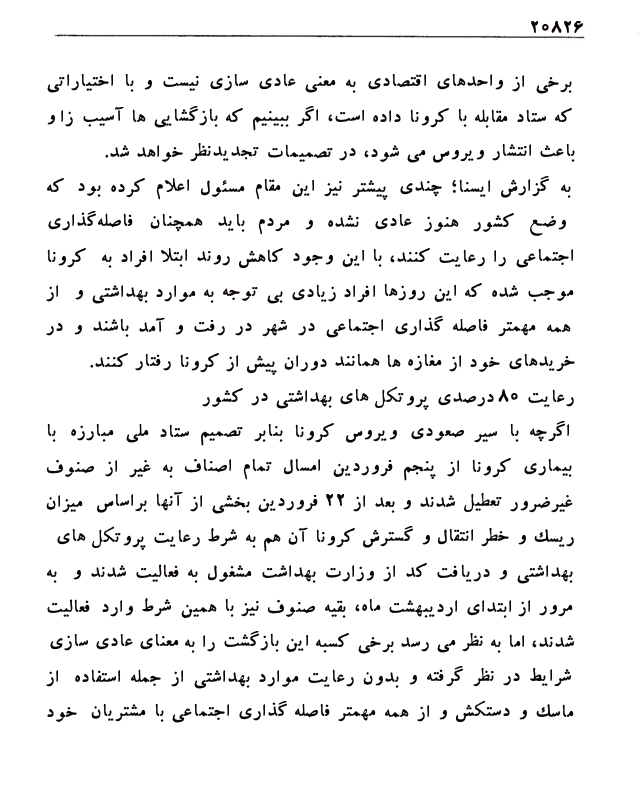 ۲۰۸۲۶
برخی از واحدهای اقتصادی به معنی عادی سازی نیست و با اختیاراتی
که ستاد مقابله با کرونا داده است، اگر ببینیم که بازگشایی ها آسیب زا و
باعث انتشار ویروس می شود، در تصمیمات تجدیدنظر خواهد شد.
به گزارش ایسنا؛ چندی پیشتر نیز این مقام مسئول اعلام کرده بود که
وضع کشور هنوز عادی نشده و مردم باید همچنان فاصله‌گذاری
اجتماعی را رعایت کنند، با این وجود کاهش روند ابتلا افراد به کرونا
موجب شده که این روزها افراد زیادی بی توجه به موارد بهداشتی و از
همه مهمتر فاصله گذاری اجتماعی در شهر در رفت و آمد باشند و در
خریدهای خود از مغازه ها همانند دوران پیش از کرونا رفتار کنند.
رعایت ۸۰ درصدی پروتکل های بهداشتی در کشور
اگرچه با سیر صعودی ویروس کرونا بنابر تصمیم ستاد ملی مبارزه با
بیماری کرونا از پنجم فروردین امسال تمام اصناف به غیر از صنوف
غیرضرور تعطیل شدند و بعد از ۲۲ فروردین بخشی از آنها براساس میزان
ریسك و خطر انتقال و گسترش کرونا آن هم به شرط رعایت پروتکل های
بهداشتی و دریافت کد از وزارت بهداشت مشغول به فعالیت شدند و به
مرور از ابتدای اردیبهشت ماه، بقیه صنوف نیز با همین شرط وارد فعالیت
شدند، اما به نظر می رسد برخی کسبه این بازگشت را به معنای عادی سازی
شرایط در نظر گرفته و بدون رعایت موارد بهداشتی از جمله استفاده از
ماسك و دستکش و از همه مهمتر فاصله گذاری اجتماعی با مشتریان خود